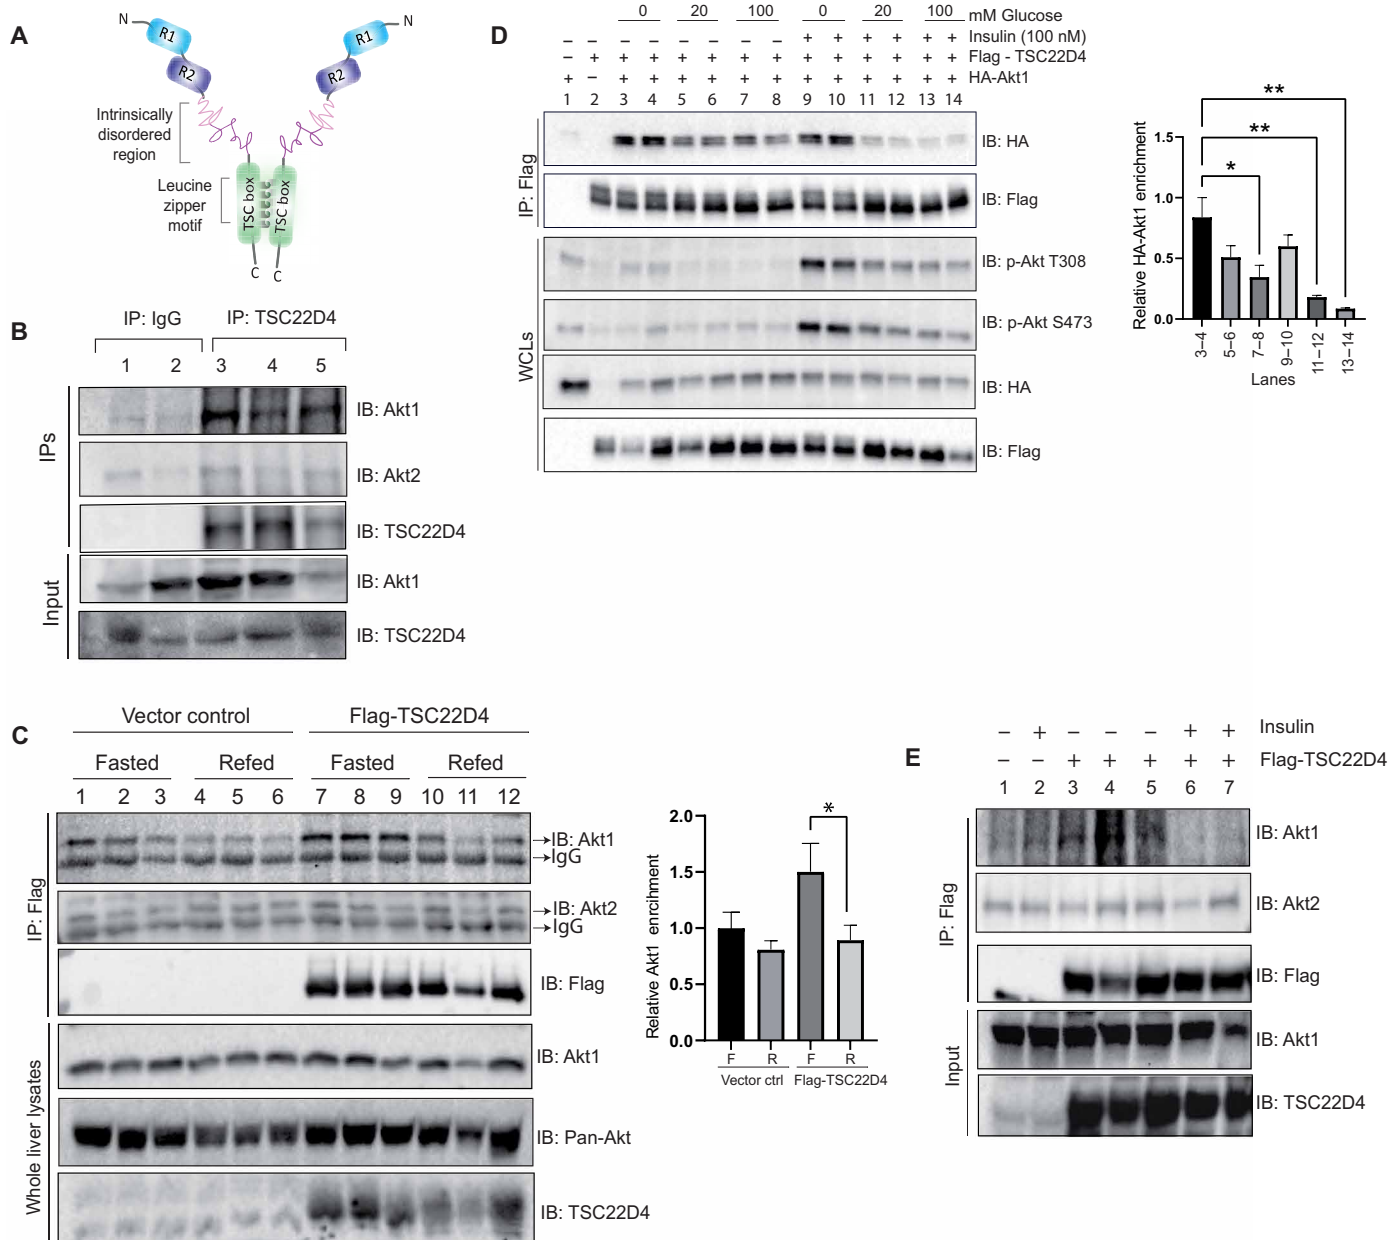 A
N
N
R1
R1
R2
R2
Intrinsically
disordered
region
Leucine
zipper
motif
TSC box
TSC box
C
C
B
IP: IgG
IP: TSC22D4
1 2 3 4 5
IPs
IB: Akt1
IB: Akt2
IB: TSC22D4
Input
IB: Akt1
IB: TSC22D4
C
Vector control
Flag-TSC22D4
Fasted Refed Fasted Refed
1 2 3 4 5 6 7 8 9 10 11 12
IP: Flag
IB: Akt1
IgG
IB: Akt2
IgG
IB: Flag
Whole liver lysates
IB: Akt1
IB: Pan-Akt
IB: TSC22D4
Relative Akt1 enrcihment
2.0
1.5
1.0
0.5
0.0
*
F R F R
Vector ctrl Flag-TSC22D4
D
0 20 100 0 20 100 mM Glucose
– – – – – – – – + + + + + + Insulin (100 nM)
– + + + + + + + + + + + + + Flag - TSC22D4
+ – + + + + + + + + + + + + HA-Akt1
1 2 3 4 5 6 7 8 9 10 11 12 13 14
IP: Flag
IB: HA
IB: Flag
WCLs
IB: p-Akt T308
IB: p-Akt S473
IB: HA
IB: Flag
Relative HA-Akt1 enrichment
1.5
1.0
0.5
0.0
**
**
*
3–4
5–6
7–8
9–10
11–12
13–14
Lanes
E
– + – – – + + Insulin
– – + + + + + Flag-TSC22D4
1 2 3 4 5 6 7
IP: Flag
IB: Akt1
IB: Akt2
IB: Flag
Input
IB: Akt1
IB: TSC22D4